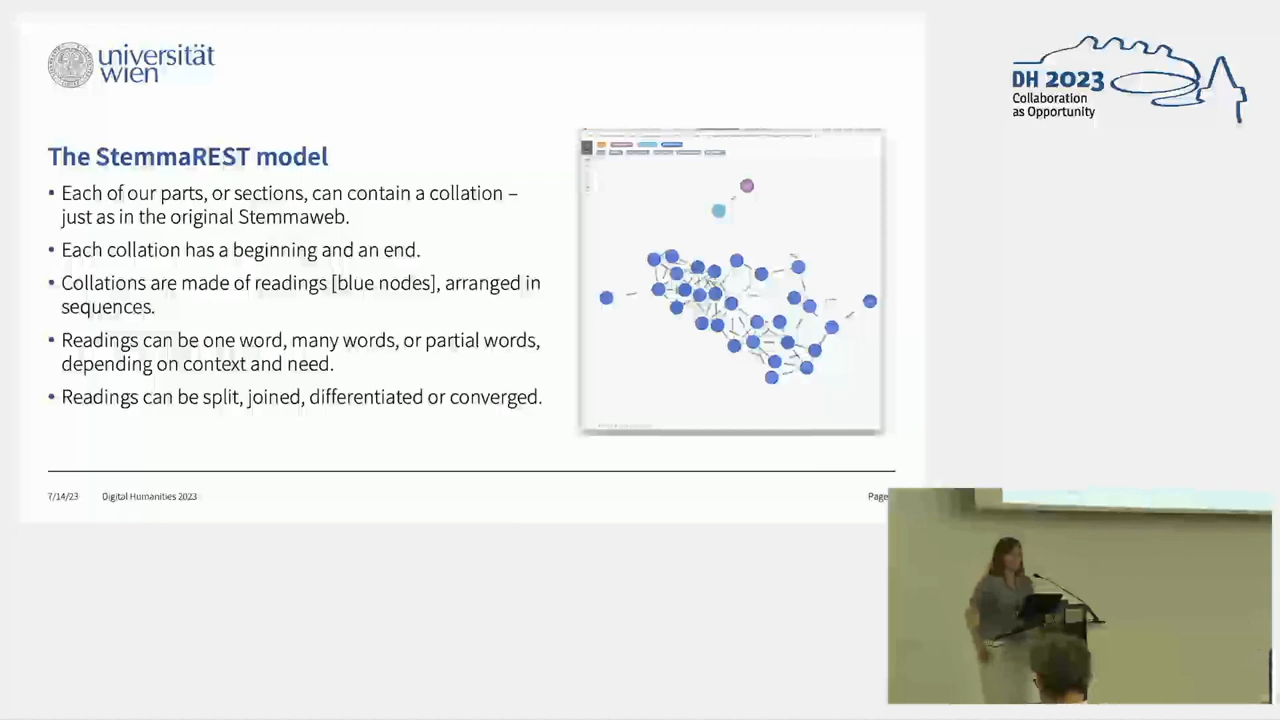 universität
wien
DH 2023
Collaboration
as Opportunity
The StemmaREST model
• Each of our parts, or sections, can contain a collation –
just as in the original Stemmaweb.
• Each collation has a beginning and an end.
• Collations are made of readings [blue nodes], arranged in
sequences.
• Readings can be one word, many words, or partial words,
depending on context and need.
• Readings can be split, joined, differentiated or converged.
7/14/23 Digital Humanities 2023 Page